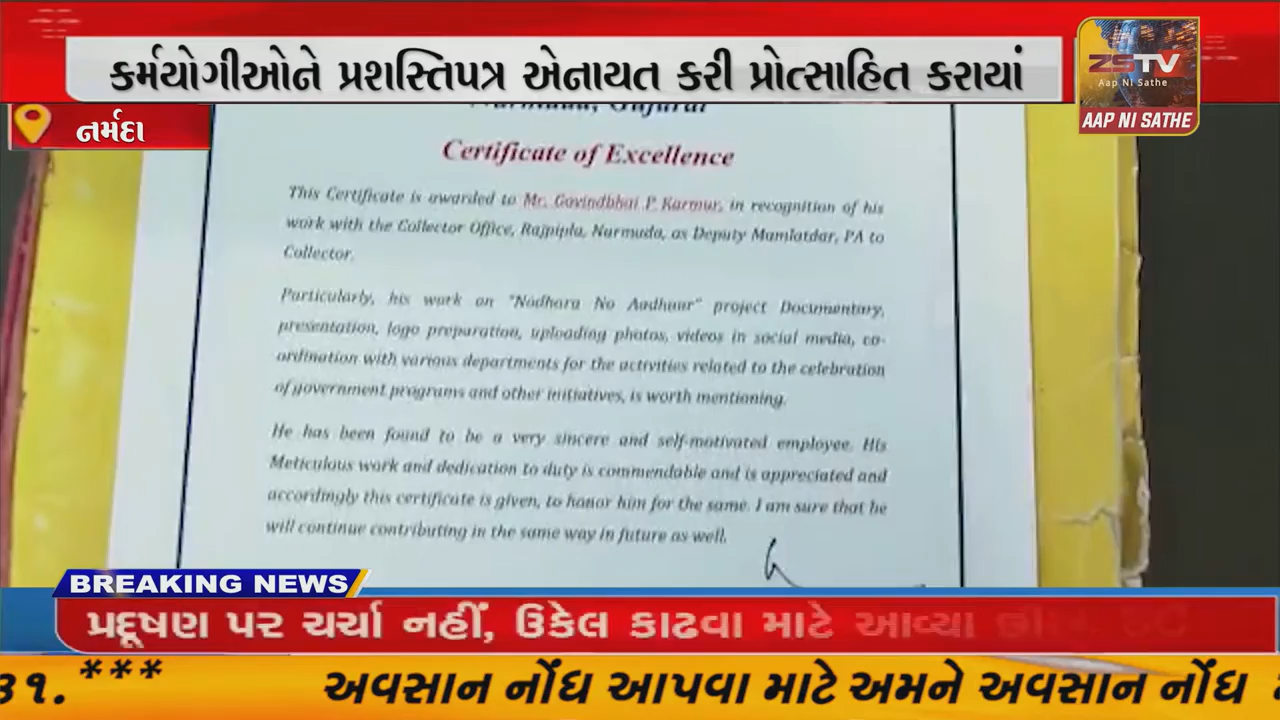 કર્મયોગીઓને પ્રશસ્તિપત્ર એનાયત કરી પ્રોત્સાહિત કરાયાં
ZSTV
Aap Ni Sathe
AAP NI SATHE
નર્મદા
Certificate of Excellence
This Certificate is awarded to Mr. Govindbhai P. Karmur, in recognition of his
work with the Collector Office, Rajpipla, Narmada, as Deputy Mamlatdar, PA to
Collector.
Particularly, his work on "Nodhara No Aadhaar" project Documentary,
presentation, logo preparation, uploading photos, videos in social media, co-
ordination with various departments for the activities related to the celebration
of government programs and other initiatives, is worth mentioning.
He has been found to be a very sincere and self-motivated employee. His
Meticulous work and dedication to duty is commendable and is appreciated and
accordingly this certificate is given, to honor him for the same. I am sure that he
will continue contributing in the same way in future as well.
BREAKING NEWS
પ્રદૂષણ પર ચર્ચા નહીં, ઉકેલ કાઢવા માટે આવ્યા
૩૧.*** અવસાન નોંધ આપવા માટે અમને અવસાન નોંધ